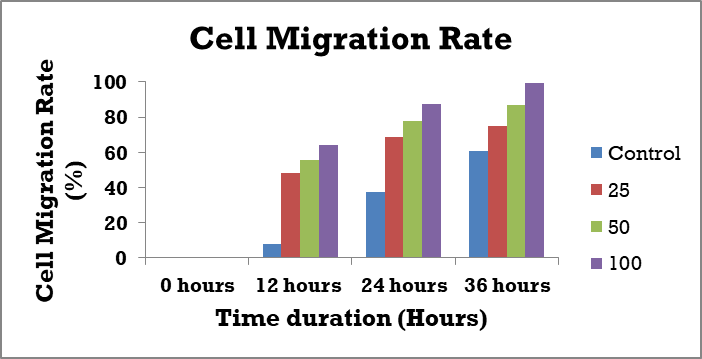 Cell Migration Rate
Cell Migration Rate
(%)
100
80
60
40
20
0
0 hours 12 hours 24 hours 36 hours
Time duration (Hours)
Control
25
50
100